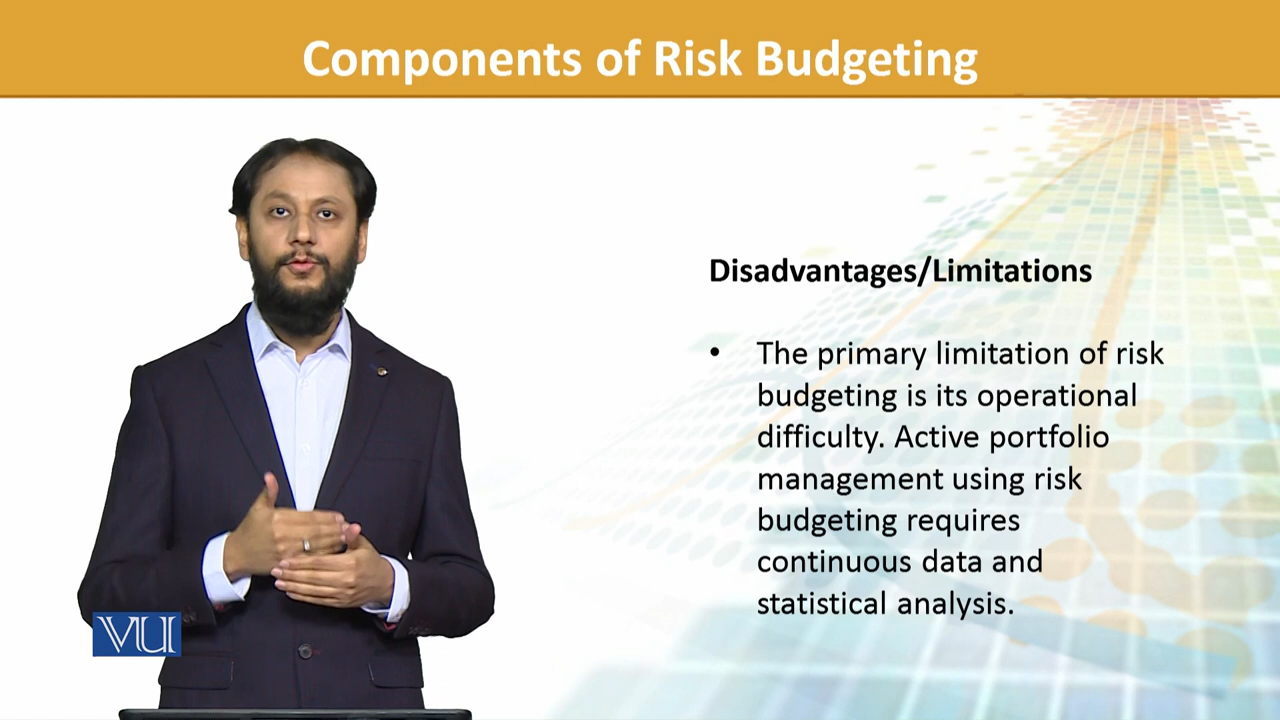 Components of Risk Budgeting
Disadvantages/Limitations
• The primary limitation of risk
budgeting is its operational
difficulty. Active portfolio
management using risk
budgeting requires
continuous data and
statistical analysis.
VU